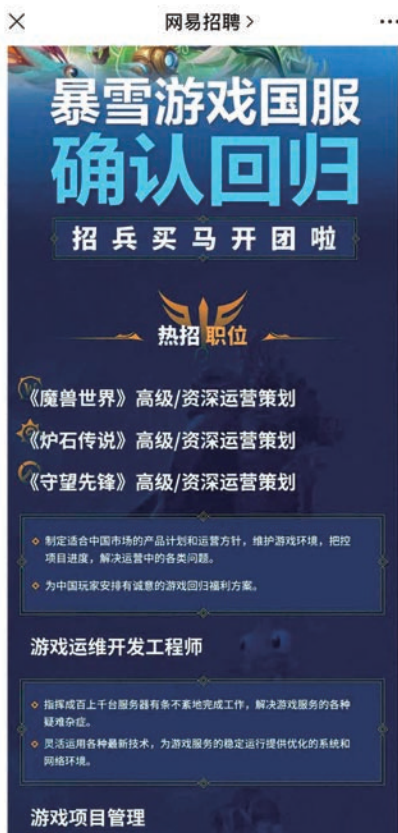 网易招聘
暴雪游戏国服
确认回归
招兵买马开团啦
热招 职位
《魔兽世界》高级/资深运营策划
《炉石传说》高级/资深运营策划
《守望先锋》高级/资深运营策划
制定适合中国市场的产品计划和运营方针，维护游戏环境，把控
项目进度，解决运营中的各类问题。
为中国玩家安排有诚意的游戏回归福利方案。
游戏运维开发工程师
指挥成百上千台服务器有条不紊地完成工作，解决游戏服务的各种
疑难杂症。
灵活运用各种最新技术，为游戏服务的稳定运行提供优化的系统和
网络环境。
游戏项目管理